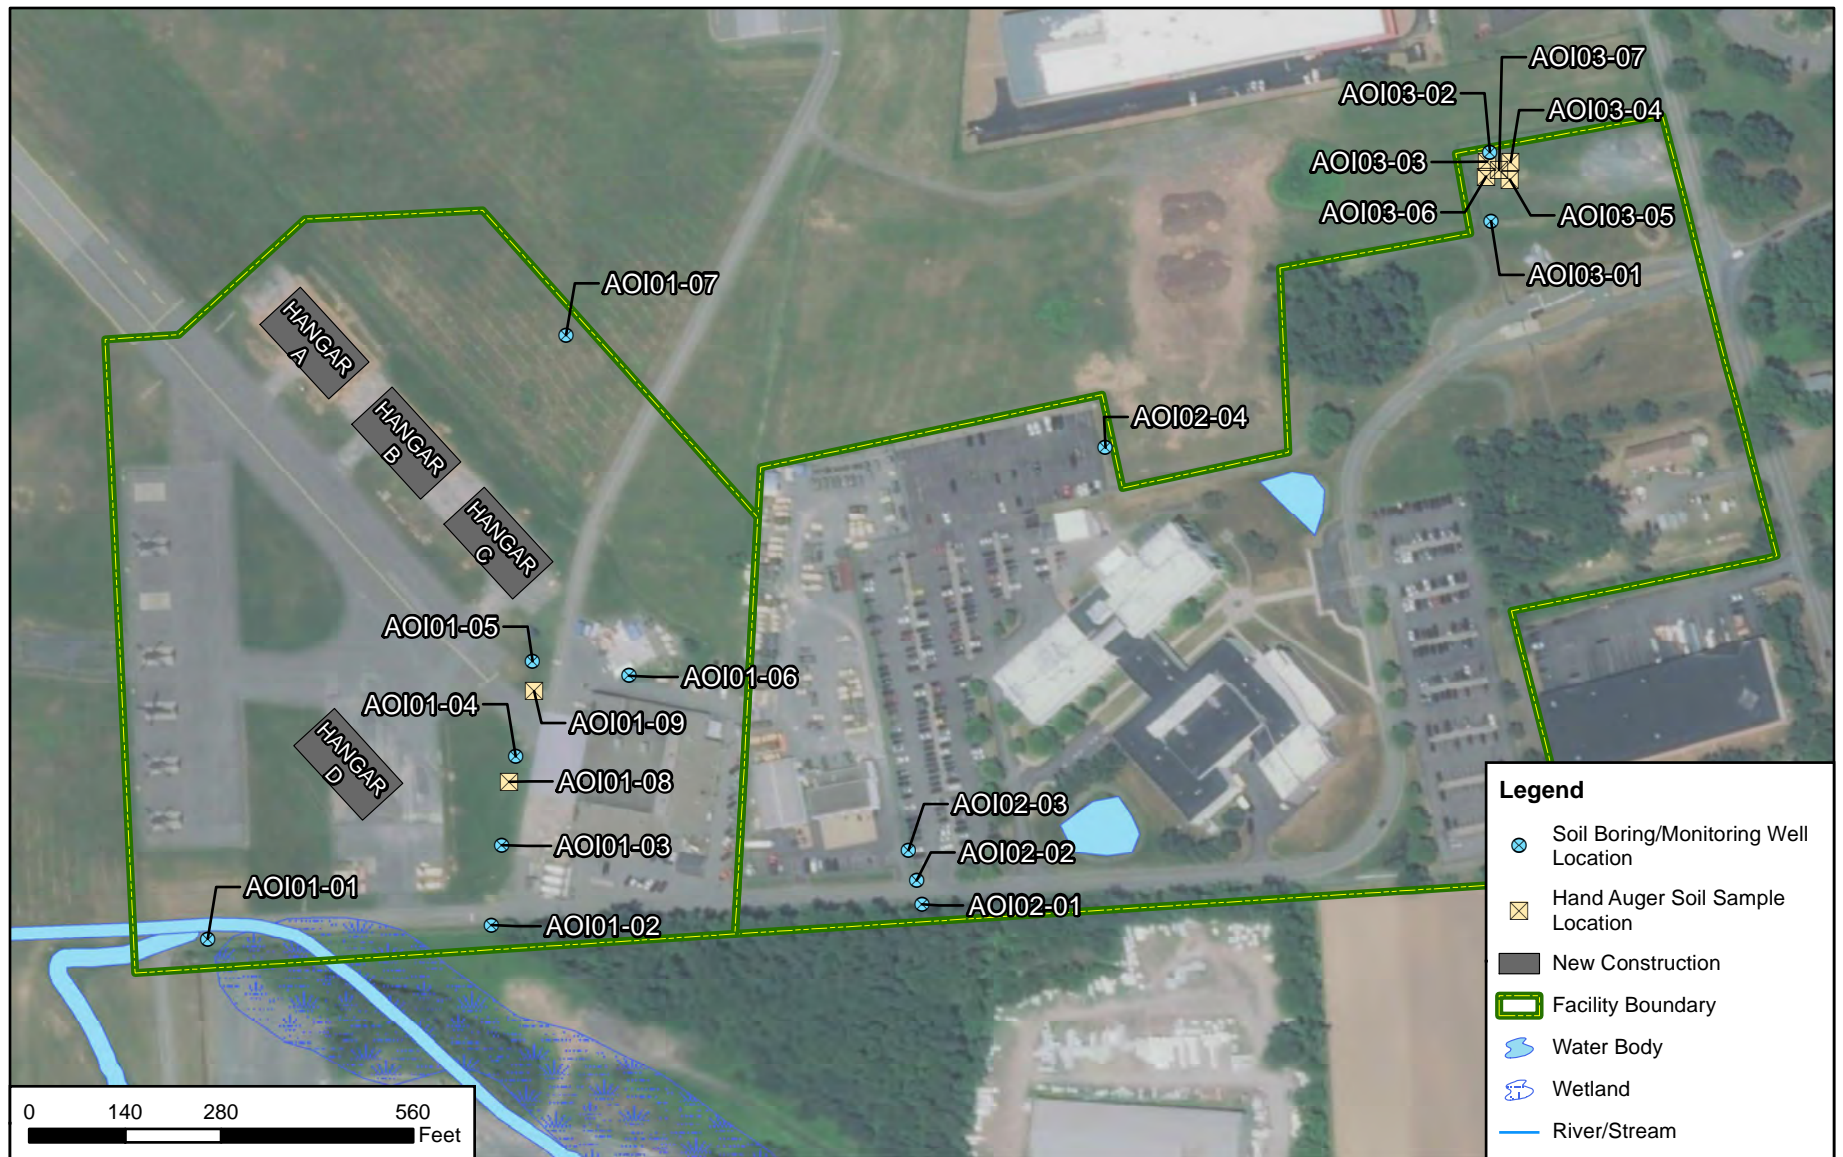 AOI03-07
AOI03-02
AOI03-04
AOI03-03
AOI03-06
AOI03-05
AOI03-01
AOI01-07
HANGAR
A
HANGAR
B
AOI02-04
HANGAR
C
AOI01-05
AOI01-06
AOI01-04
AOI01-09
HANGAR
D
AOI01-08
AOI02-03
AOI01-03
AOI02-02
AOI01-01
AOI02-01
AOI01-02
Legend
Soil Boring/Monitoring Well
Location
Hand Auger Soil Sample
Location
New Construction
Facility Boundary
Water Body
Wetland
River/Stream
0 140 280 560
Feet